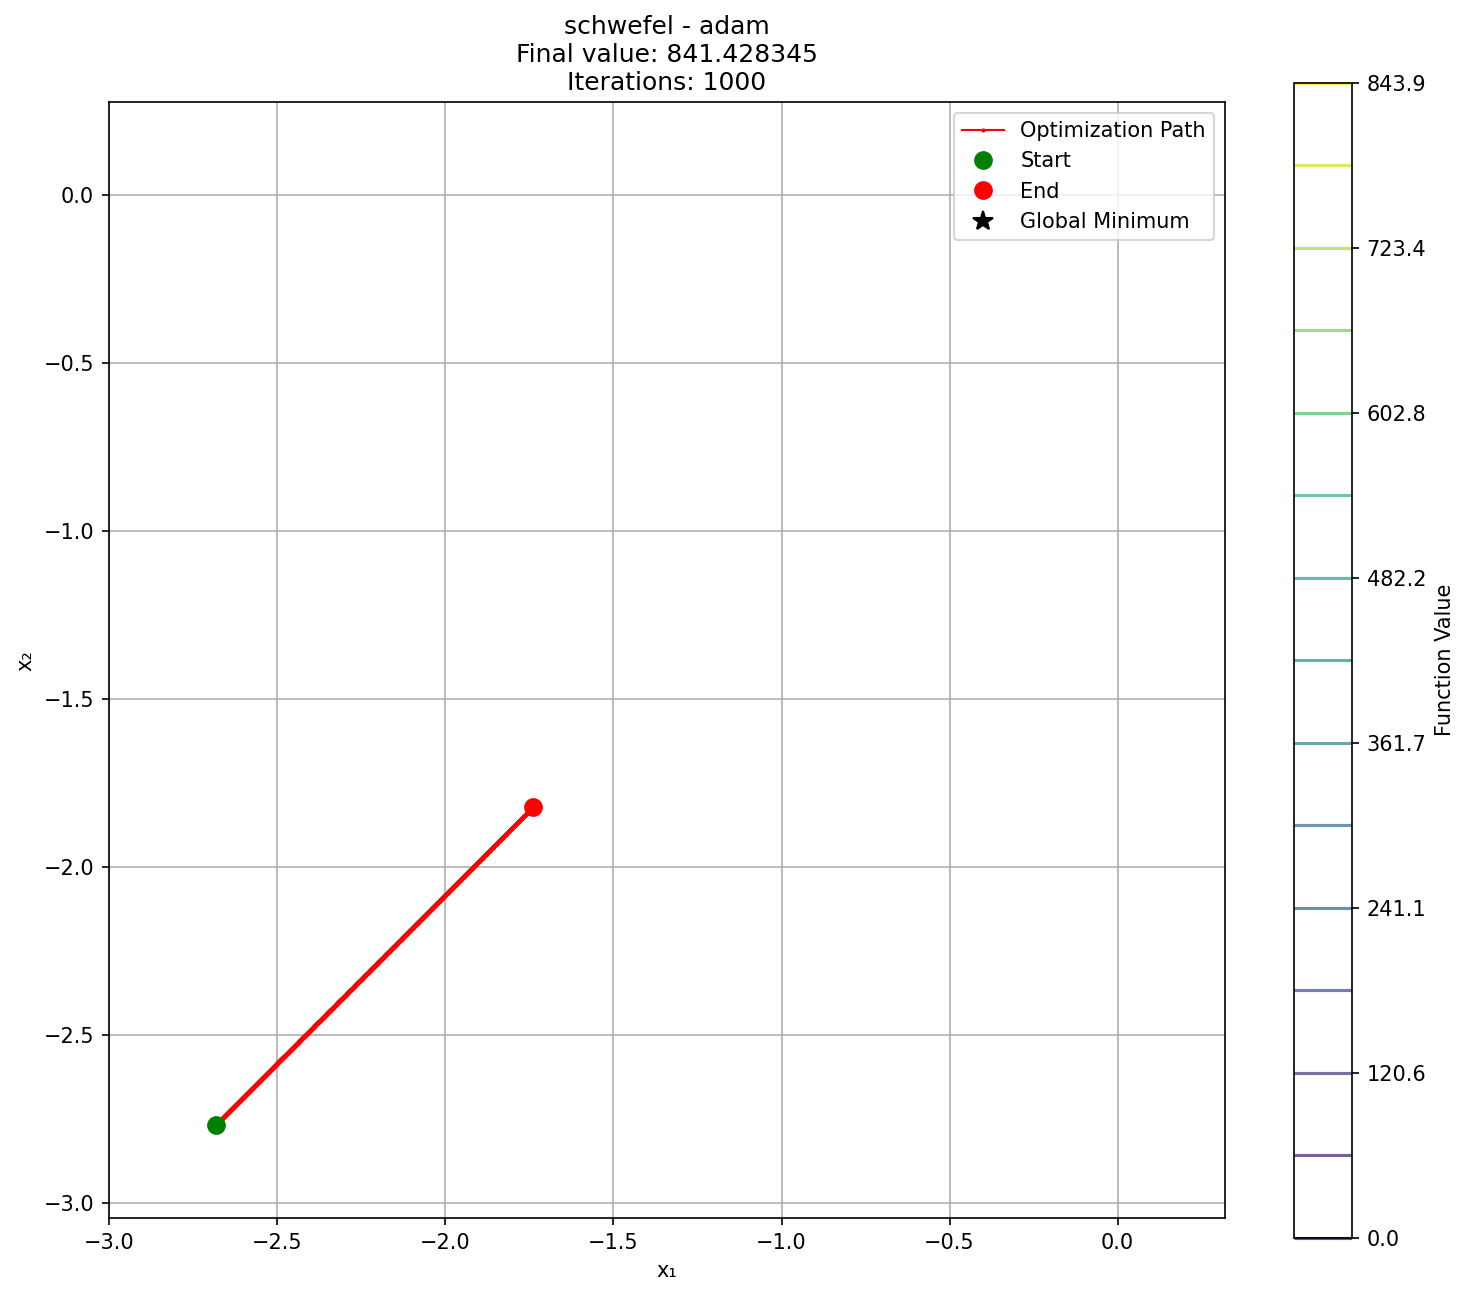 schwefel - adam
Final value: 841.428345
Iterations: 1000
Optimization Path
Start
End
Global Minimum
0.0
−0.5
−1.0
−1.5
−2.0
−2.5
−3.0
x₂
−3.0
−2.5
−2.0
−1.5
−1.0
−0.5
0.0
x₁
843.9
723.4
602.8
482.2
361.7
241.1
120.6
0.0
Function Value